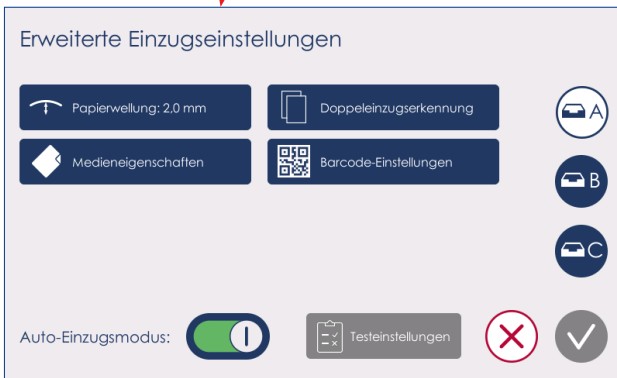 Erweiterte Einzugseinstellungen
Papierwellung: 2,0 mm
Doppeleinzugserkennung
A
Medieneigenschaften
Barcode-Einstellungen
B
C
Auto-Einzugsmodus:
Testeinstellungen